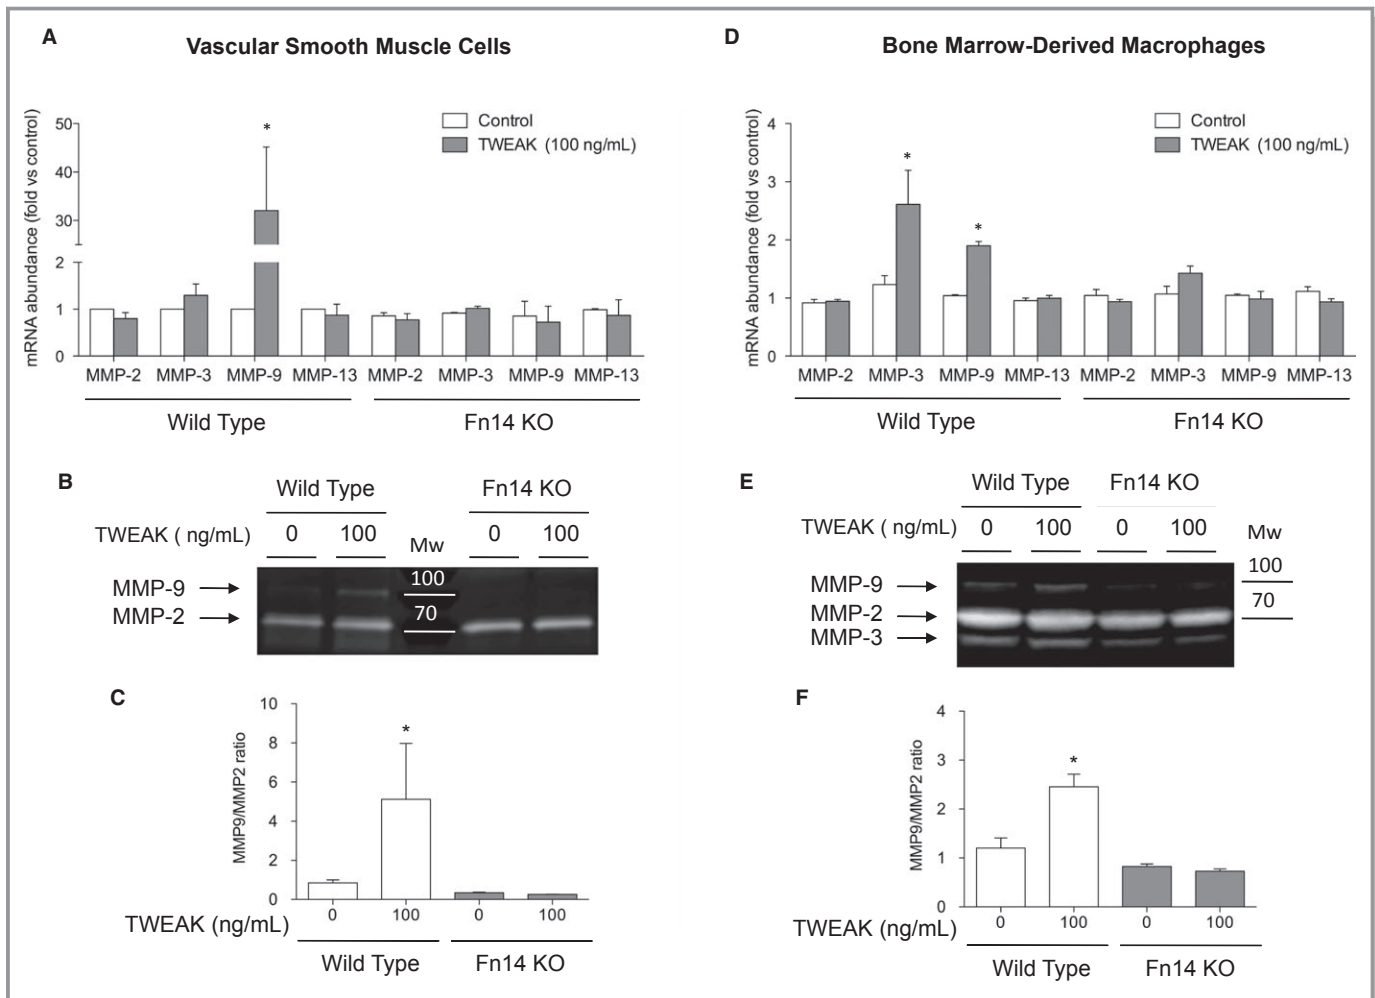 A
Vascular Smooth Muscle Cells
mRNA abundance (fold vs control)
50
40
30
2
1
0
*
Control
TWEAK (100 ng/mL)
MMP-2 MMP-3 MMP-9 MMP-13 MMP-2 MMP-3 MMP-9 MMP-13
Wild Type Fn14 KO
B
Wild Type Fn14 KO
TWEAK ( ng/mL) 0 100 Mw 0 100
MMP-9 100
MMP-2 70
C
MMP9/MMP2 ratio
10
8
6
4
2
0
*
0 100 0 100
TWEAK (ng/mL)
Wild Type Fn14 KO
D
Bone Marrow-Derived Macrophages
mRNA abundance (fold vs control)
4
3
2
1
0
*
*
Control
TWEAK (100 ng/mL)
MMP-2 MMP-3 MMP-9 MMP-13 MMP-2 MMP-3 MMP-9 MMP-13
Wild Type Fn14 KO
E
Wild Type Fn14 KO
TWEAK ( ng/mL) 0 100 0 100 Mw
MMP-9 100
MMP-2 70
MMP-3
F
MMP9/MMP2 ratio
4
3
2
1
0
*
0 100 0 100
TWEAK (ng/mL)
Wild Type Fn14 KO